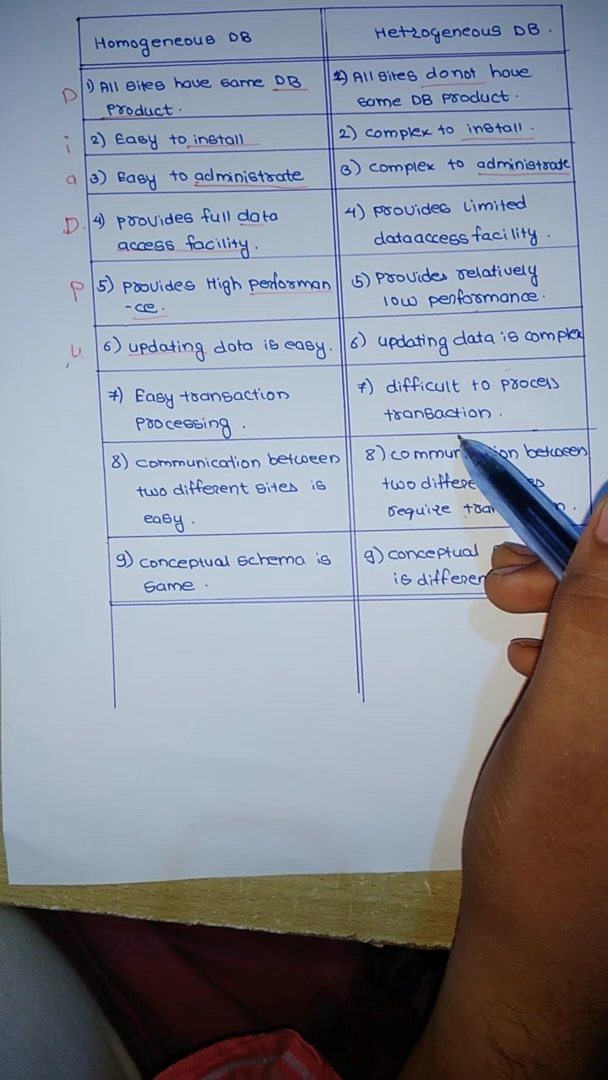 Homogeneous DB
Hetrogeneous DB.
D
1) All sites have same DB
product.
1) All sites donot have
same DB product.
i
2) Easy to install
2) complex to install.
a
3) Easy to administrate
3) complex to administrate
D.
4) provides full data
access facility.
4) provides Limited
dataaccess facility.
P
5) provides High performan
-ce.
5) provides relatively
low performance.
u
6) updating data is easy.
6) updating data is complex
7) Easy transaction
processing.
7) difficult to process
transaction.
8) communication between
two different sites is
easy.
8) between
two
require
9) conceptual schema is
same.
9) conceptual
is